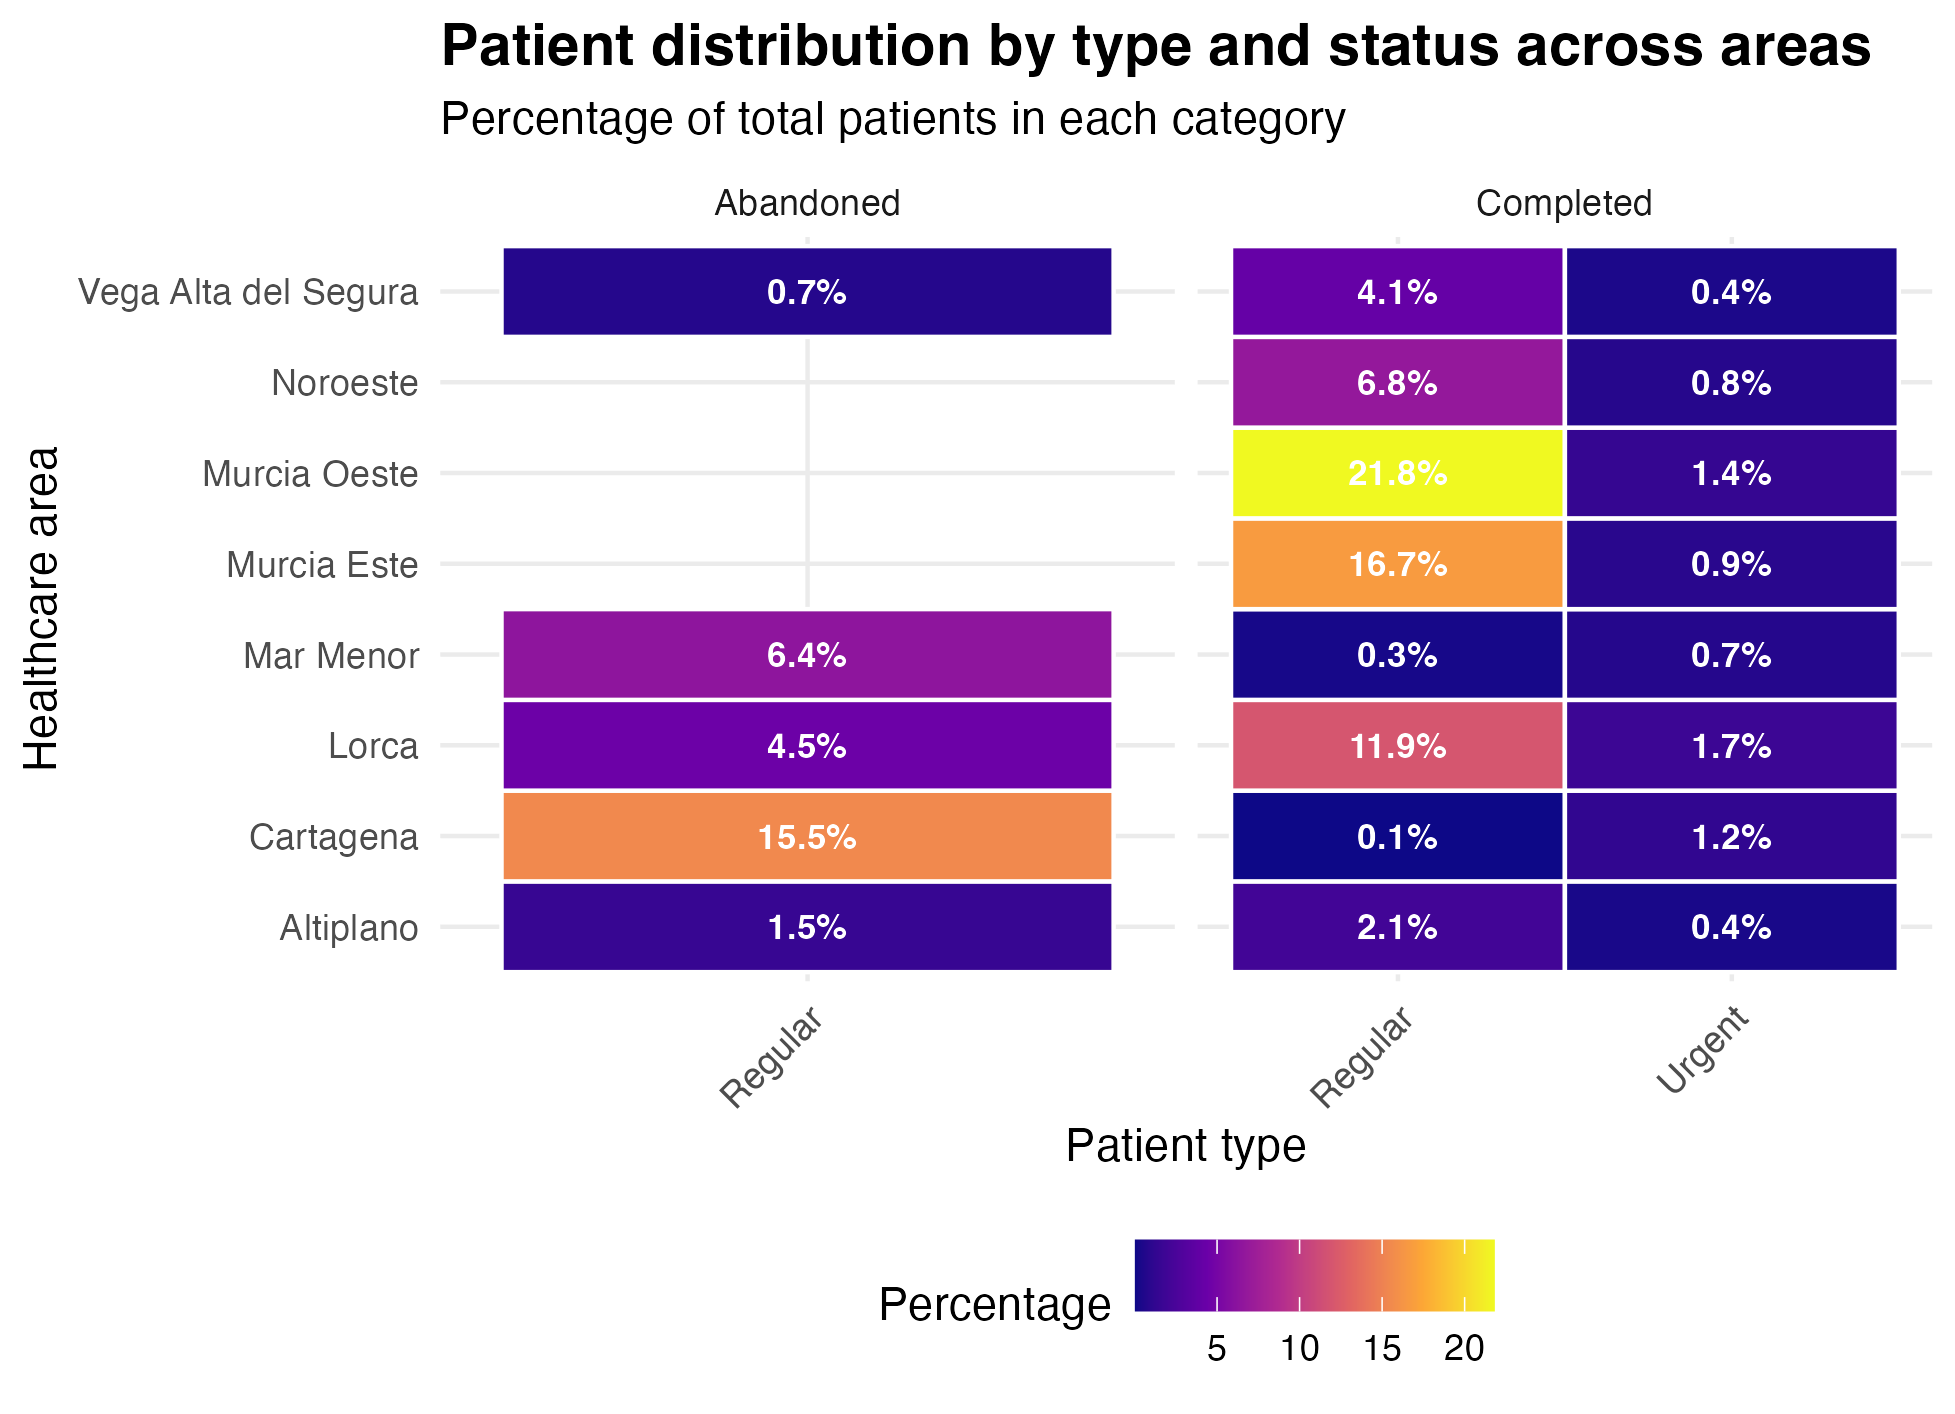 Patient distribution by type and status across areas
Percentage of total patients in each category
Abandoned
Completed
Healthcare area
Vega Alta del Segura
0.7%
4.1%
0.4%
Noroeste
6.8%
0.8%
Murcia Oeste
21.8%
1.4%
Murcia Este
16.7%
0.9%
Mar Menor
6.4%
0.3%
0.7%
Lorca
4.5%
11.9%
1.7%
Cartagena
15.5%
0.1%
1.2%
Altiplano
1.5%
2.1%
0.4%
Regular
Regular
Urgent
Patient type
Percentage
5
10
15
20